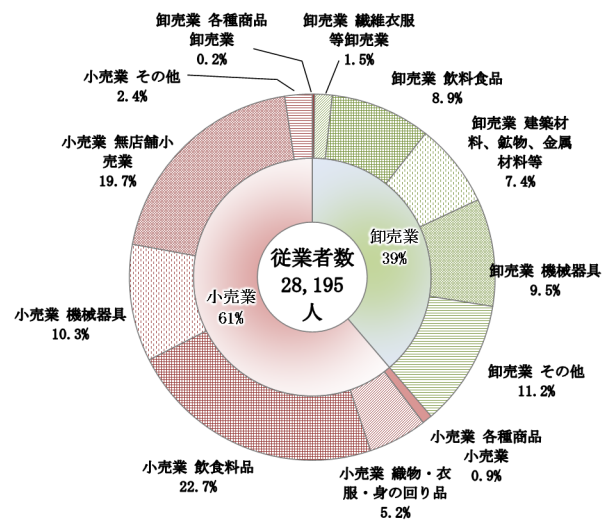 卸売業 各種商品
卸売業
0.2%
卸売業 繊維衣服
等卸売業
1.5%
卸売業 飲料食品
8.9%
卸売業 建築材
料、鉱物、金属
材料等
7.4%
卸売業 機械器具
9.5%
卸売業 その他
11.2%
小売業 各種商品
小売業
0.9%
小売業 織物・衣
服・身の回り品
5.2%
小売業 飲食料品
22.7%
小売業 機械器具
10.3%
小売業 無店舗小
売業
19.7%
小売業 その他
2.4%
卸売業
39%
小売業
61%
従業者数
28,195
人